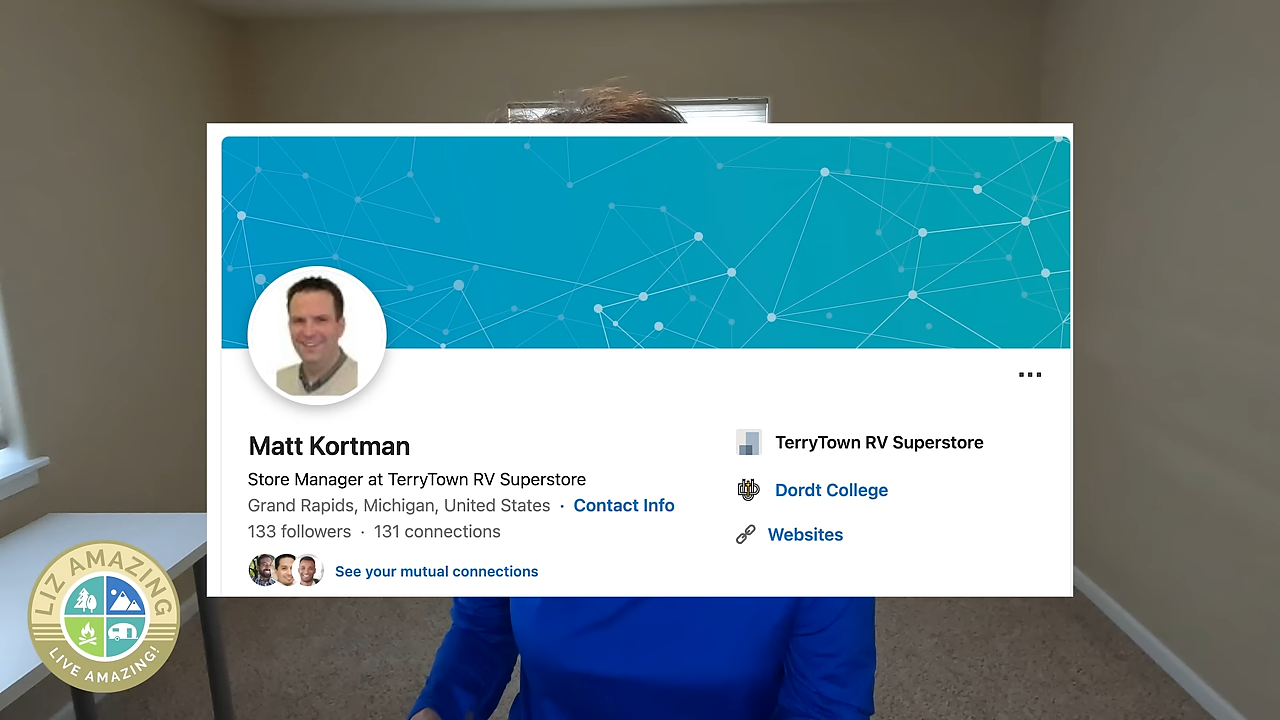 Matt Kortman
Store Manager at TerryTown RV Superstore
Grand Rapids, Michigan, United States · Contact Info
133 followers · 131 connections
See your mutual connections
TerryTown RV Superstore
Dordt College
Websites
LIZ AMAZING
LIVE AMAZING!